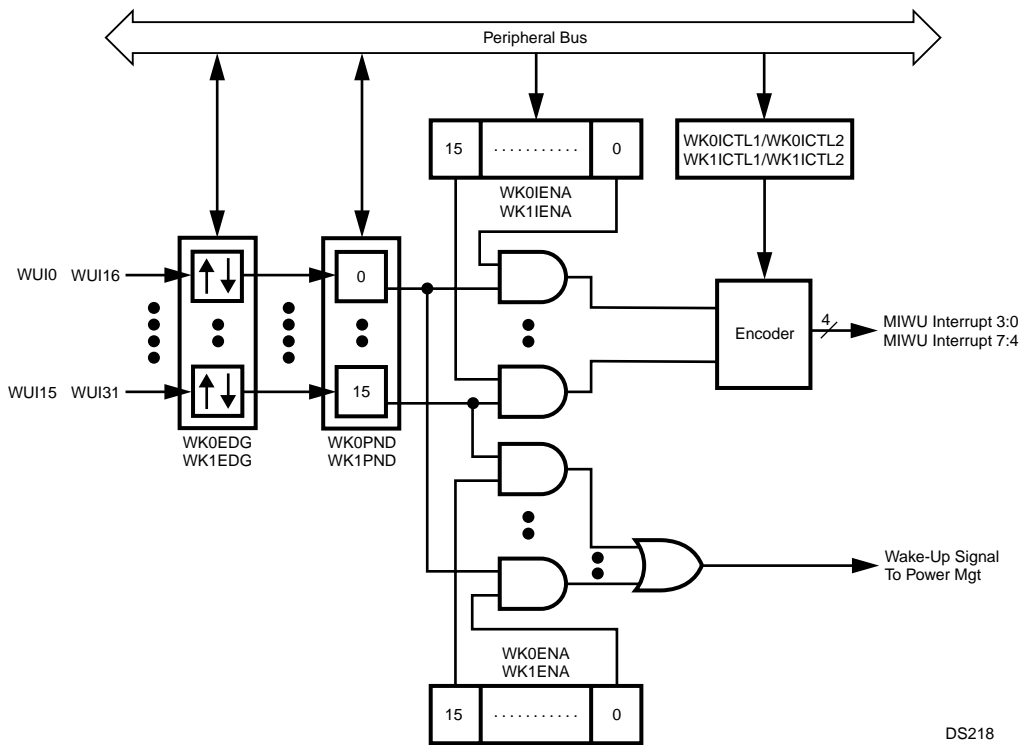 Peripheral Bus
15 ........... 0
WK0ICTL1/WK0ICTL2
WK1ICTL1/WK1ICTL2
WK0IENA
WK1IENA
WUI0 WUI16
0
Encoder
4
MIWU Interrupt 3:0
MIWU Interrupt 7:4
WUI15 WUI31
15
WK0EDG
WK1EDG
WK0PND
WK1PND
Wake-Up Signal
To Power Mgt
WK0ENA
WK1ENA
15 ........... 0
DS218